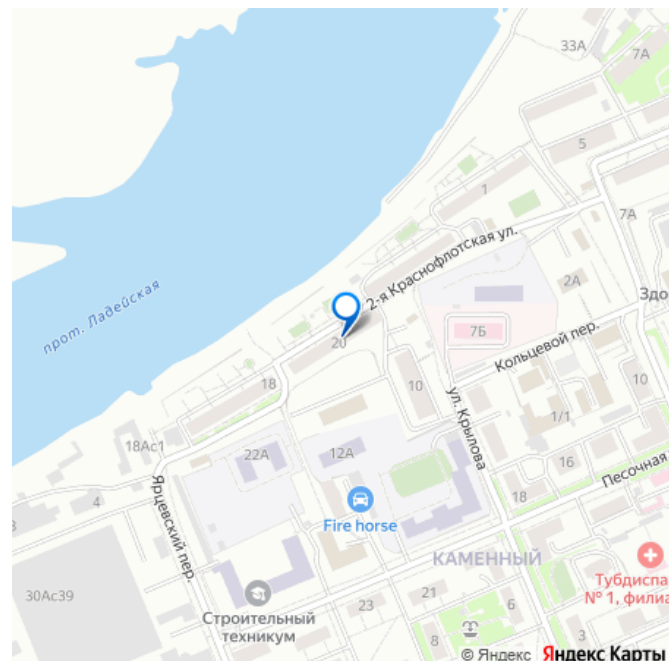 33А
7А
5
1
2-я Краснофлотская ул.
7А
прот. Ладейская
2А
Здо
7Б
Кольцевой пер.
20
18
10
10
ул. Крылова
1/1
18Ас1
22А
12А
16
Песочная
4
3
Ярцевский пер.
18
Fire horse
КАМЕННЫЙ
30Ас39
Тубдиспа
№ 1, филиа
Строительный
техникум
23
21
6
8
3
© Яндекс Яндекс Карты